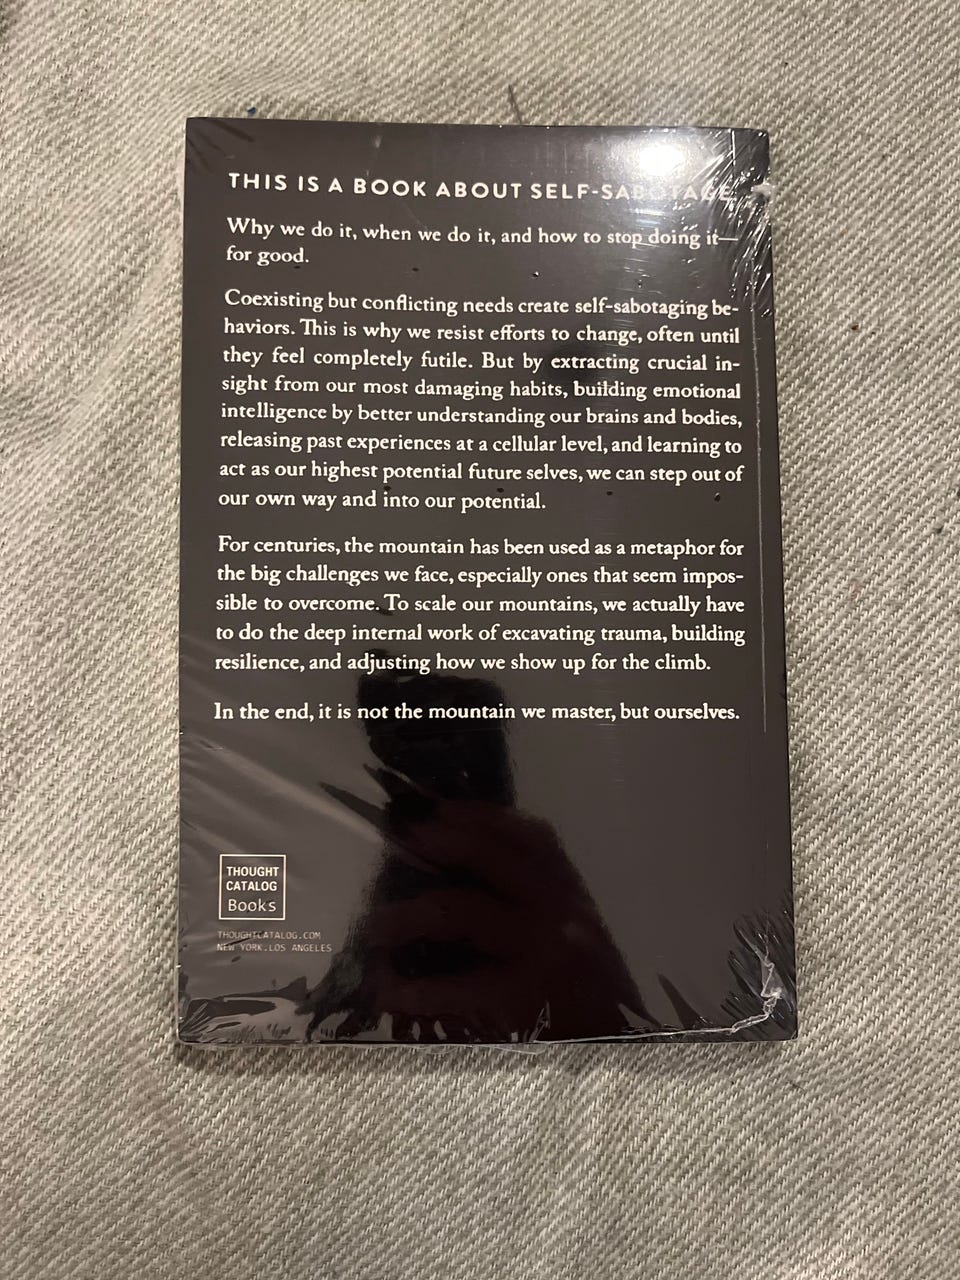 THIS IS A BOOK ABOUT SELF-SABOTAGE
Why we do it, when we do it, and how to stop doing it—
for good.
Coexisting but conflicting needs create self-sabotaging be-
haviors. This is why we resist efforts to change, often until
they feel completely futile. But by extracting crucial in-
sight from our most damaging habits, building emotional
intelligence by better understanding our brains and bodies,
releasing past experiences at a cellular level, and learning to
act as our highest potential future selves, we can step out of
our own way and into our potential.
For centuries, the mountain has been used as a metaphor for
the big challenges we face, especially ones that seem impos-
sible to overcome. To scale our mountains, we actually have
to do the deep internal work of excavating trauma, building
resilience, and adjusting how we show up for the climb.
In the end, it is not the mountain we master, but ourselves.
THOUGHT
CATALOG
Books
THOUGHTCATALOG.COM
NEW YORK.LOS ANGELES